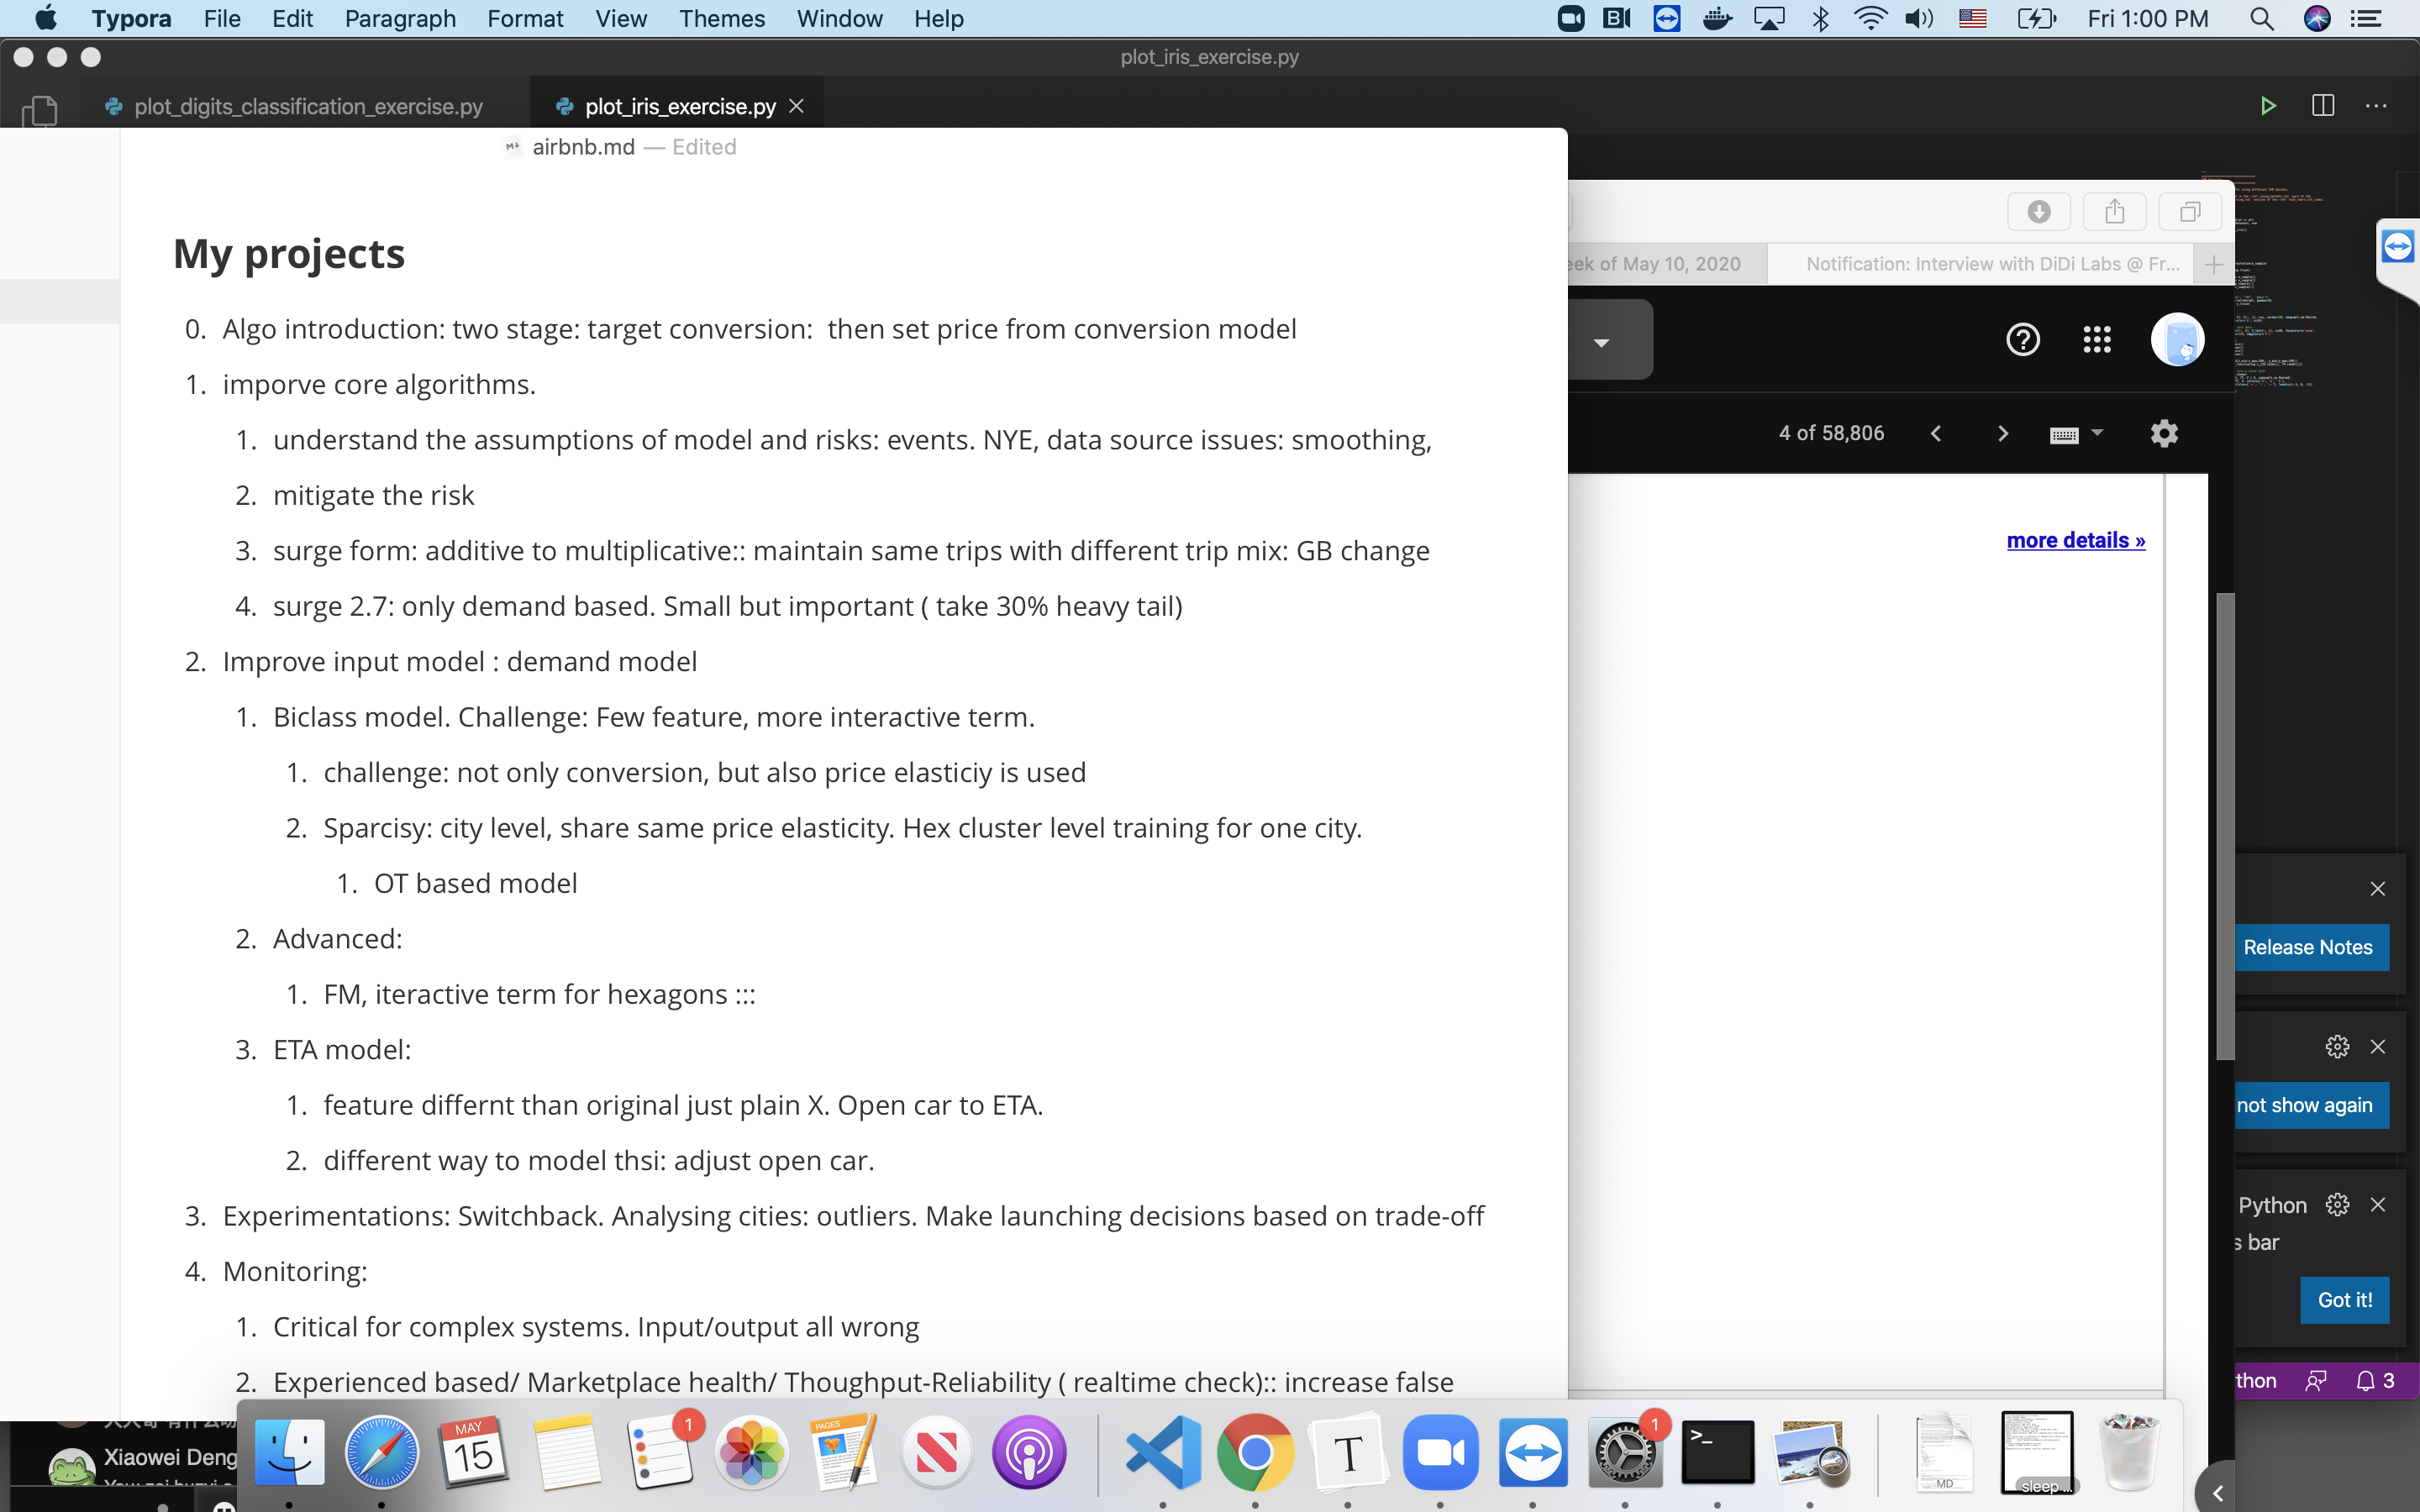 Typora File Edit Paragraph Format View Themes Window Help Fri 1:00 PM
plot_iris_exercise.py
plot_digits_classification_exercise.py plot_iris_exercise.py
airbnb.md — Edited
My projects
0. Algo introduction: two stage: target conversion: then set price from conversion model
1. imporve core algorithms.
1. understand the assumptions of model and risks: events. NYE, data source issues: smoothing,
2. mitigate the risk
3. surge form: additive to multiplicative:: maintain same trips with different trip mix: GB change
4. surge 2.7: only demand based. Small but important ( take 30% heavy tail)
2. Improve input model : demand model
1. Biclass model. Challenge: Few feature, more interactive term.
1. challenge: not only conversion, but also price elasticiy is used
2. Sparcisy: city level, share same price elasticity. Hex cluster level training for one city.
1. OT based model
2. Advanced:
1. FM, iteractive term for hexagons :::
3. ETA model:
1. feature differnt than original just plain X. Open car to ETA.
2. different way to model thsi: adjust open car.
3. Experimentations: Switchback. Analysing cities: outliers. Make launching decisions based on trade-off
4. Monitoring:
1. Critical for complex systems. Input/output all wrong
2. Experienced based/ Marketplace health/ Thoughput-Reliability ( realtime check):: increase false
eek of May 10, 2020 Notification: Interview with DiDi Labs @ Fr...
4 of 58,806
more details »
Release Notes
not show again
Python
s bar
Got it!
thon 3
Xiaowei Deng
MAY
15
1
PAGES
T
1
>_
MD
sleep ...